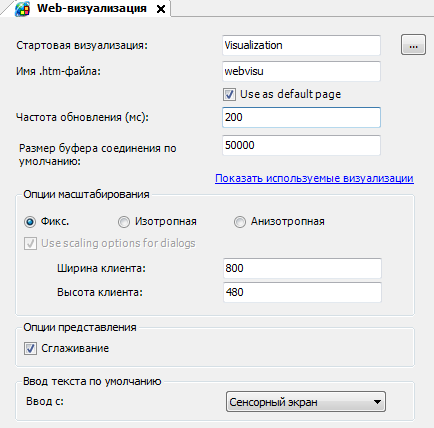 Web-визуализация
Стартовая визуализация: Visualization ...
Имя .htm-файла: webvisu
Use as default page
Частота обновления (мс): 200
Размер буфера соединения по
умолчанию: 50000
Показать используемые визуализации
Опции масштабирования
Фикс. Изотропная Анизотропная
Use scaling options for dialogs
Ширина клиента: 800
Высота клиента: 480
Опции представления
Сглаживание
Ввод текста по умолчанию
Ввод с: Сенсорный экран